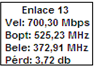 Enlace 13
Vel: 700,30 Mbps
Bopt: 525,23 MHz
Bele: 372,91 MHz
Pérd: 3,72 db